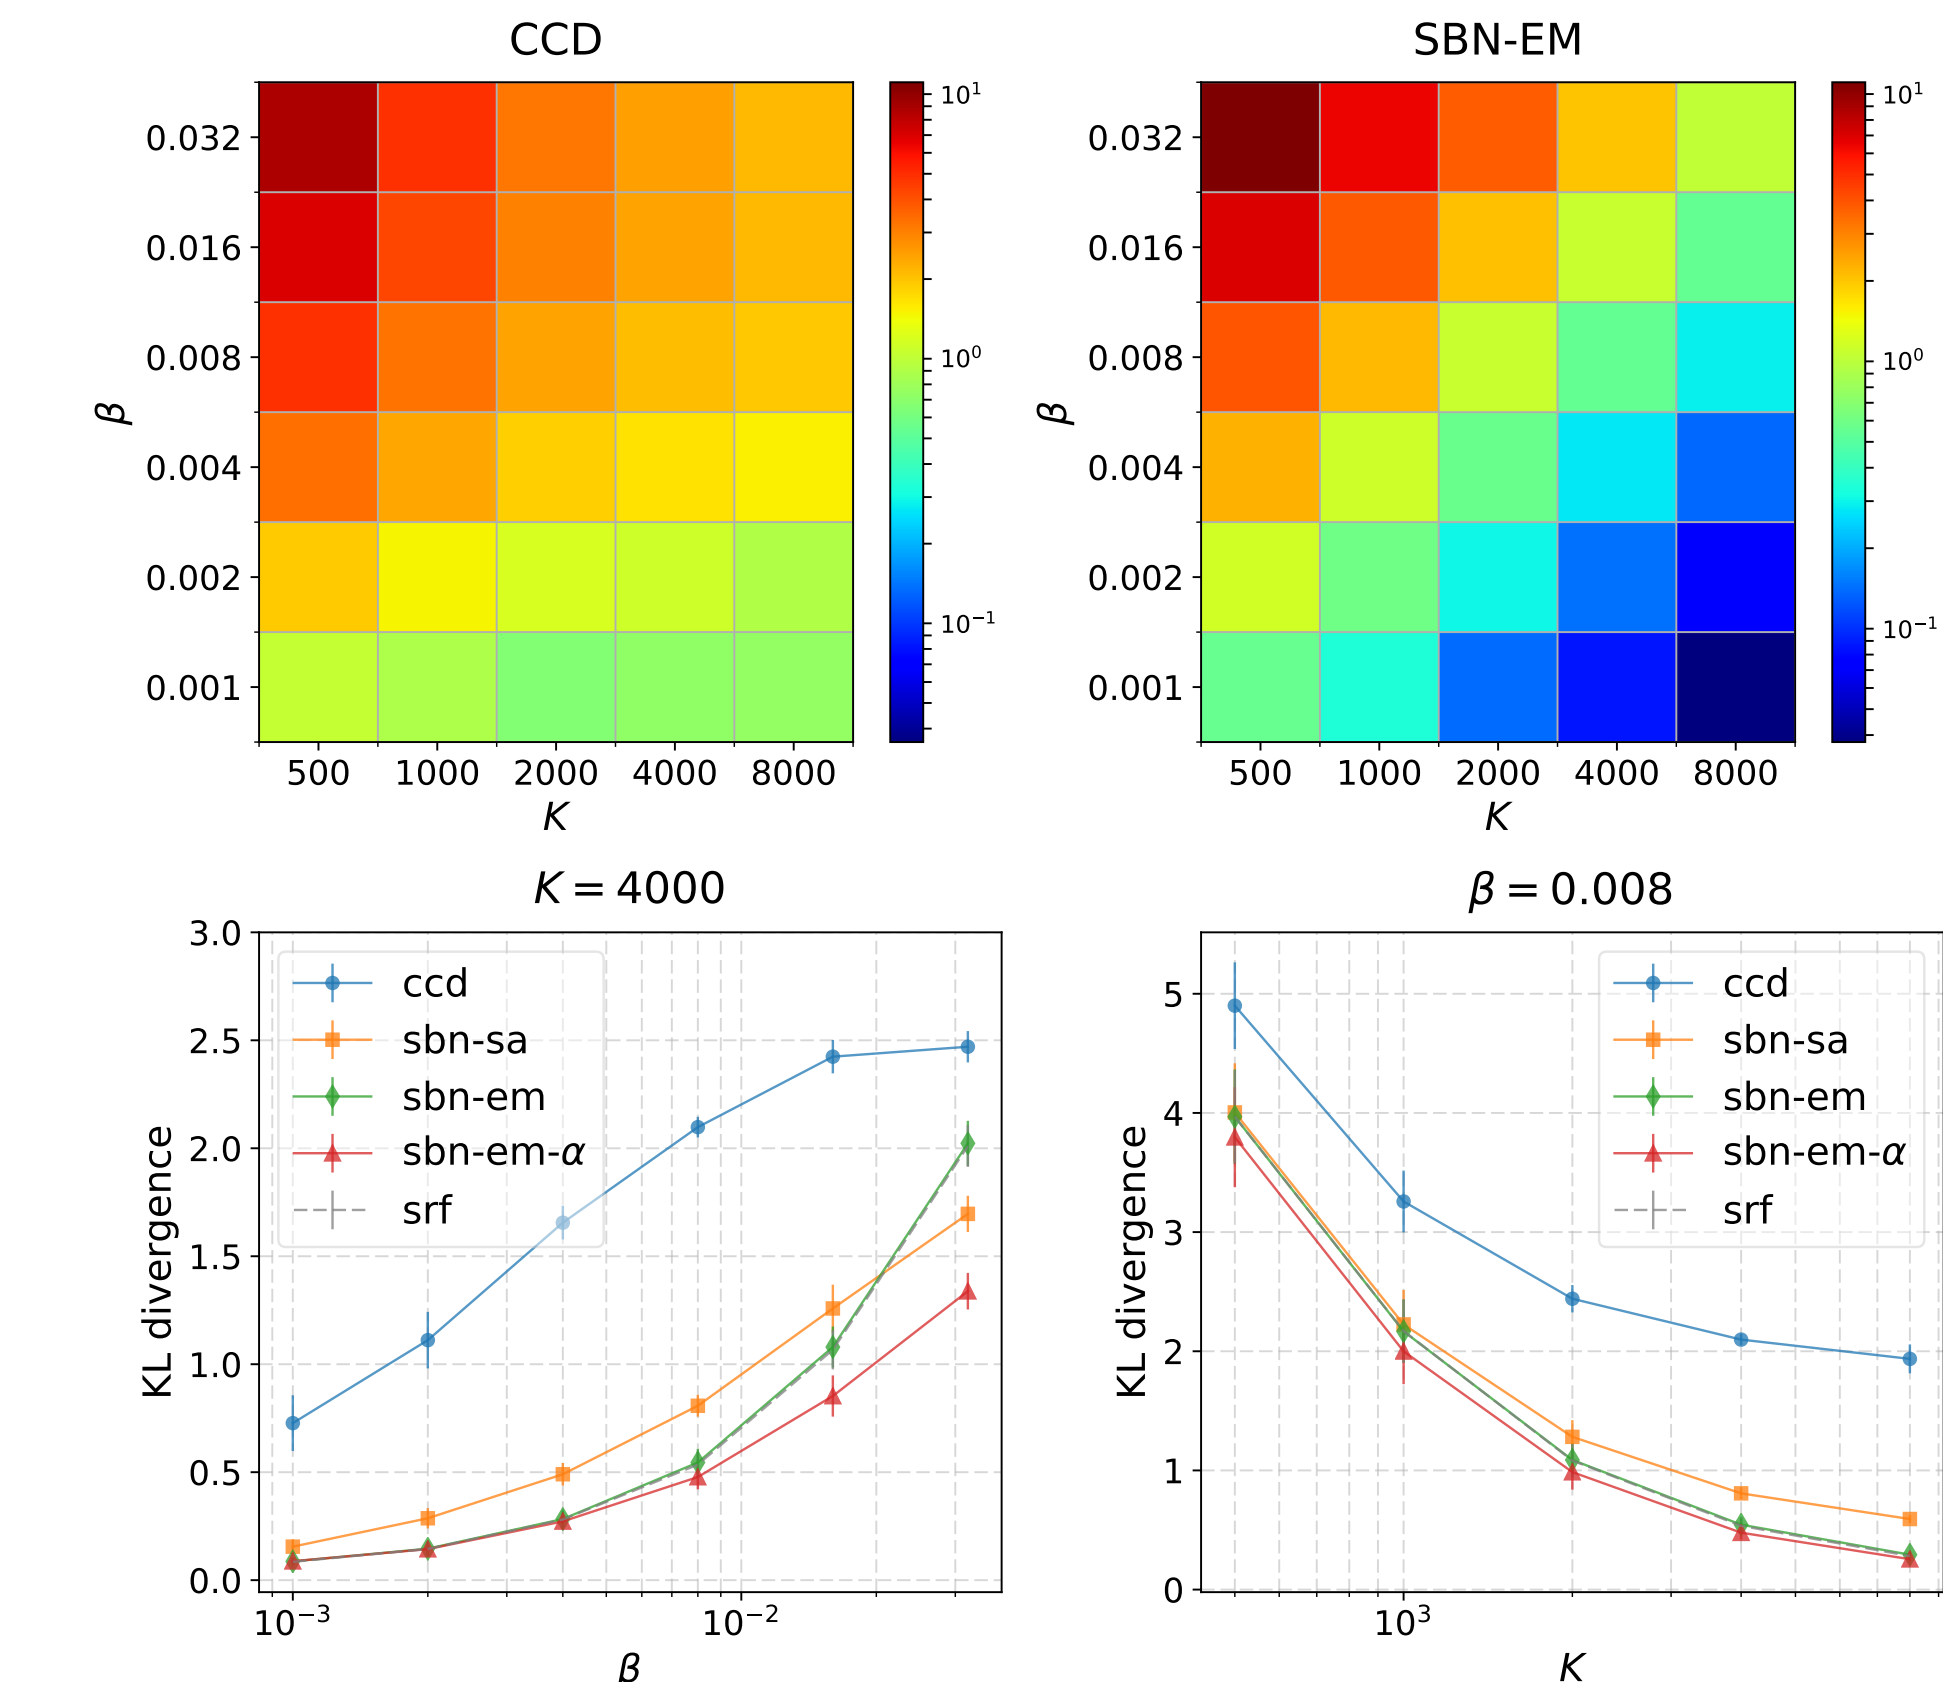 CCD
0.032
0.016
0.008
0.004
0.002
0.001
β
500 1000 2000 4000 8000
K
10¹
10⁰
10⁻¹
SBN-EM
0.032
0.016
0.008
0.004
0.002
0.001
β
500 1000 2000 4000 8000
K
10¹
10⁰
10⁻¹
K = 4000
3.0
2.5
2.0
1.5
1.0
0.5
0.0
KL divergence
ccd
sbn-sa
sbn-em
sbn-em-α
srf
10⁻³ 10⁻²
β
β = 0.008
5
4
3
2
1
0
KL divergence
ccd
sbn-sa
sbn-em
sbn-em-α
srf
10³
K